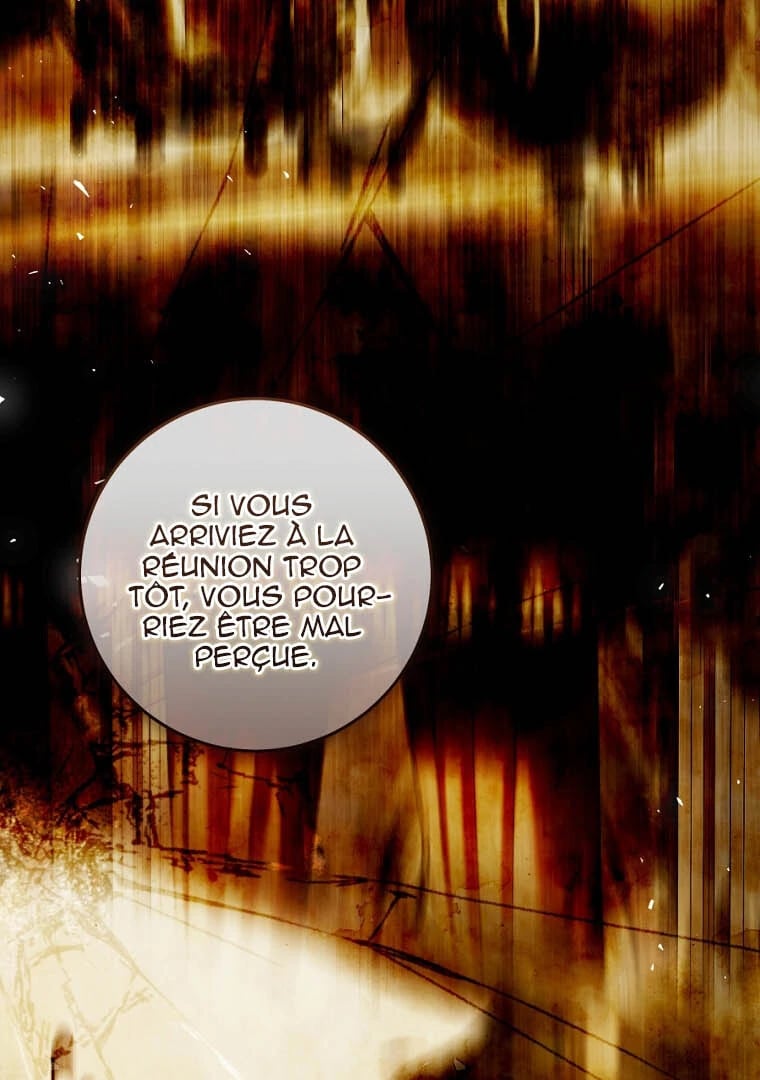 SI VOUS
ARRIVIEZ À LA
RÉUNION TROP
TÔT, VOUS POUR-
RIEZ ÊTRE MAL
PERÇUE.